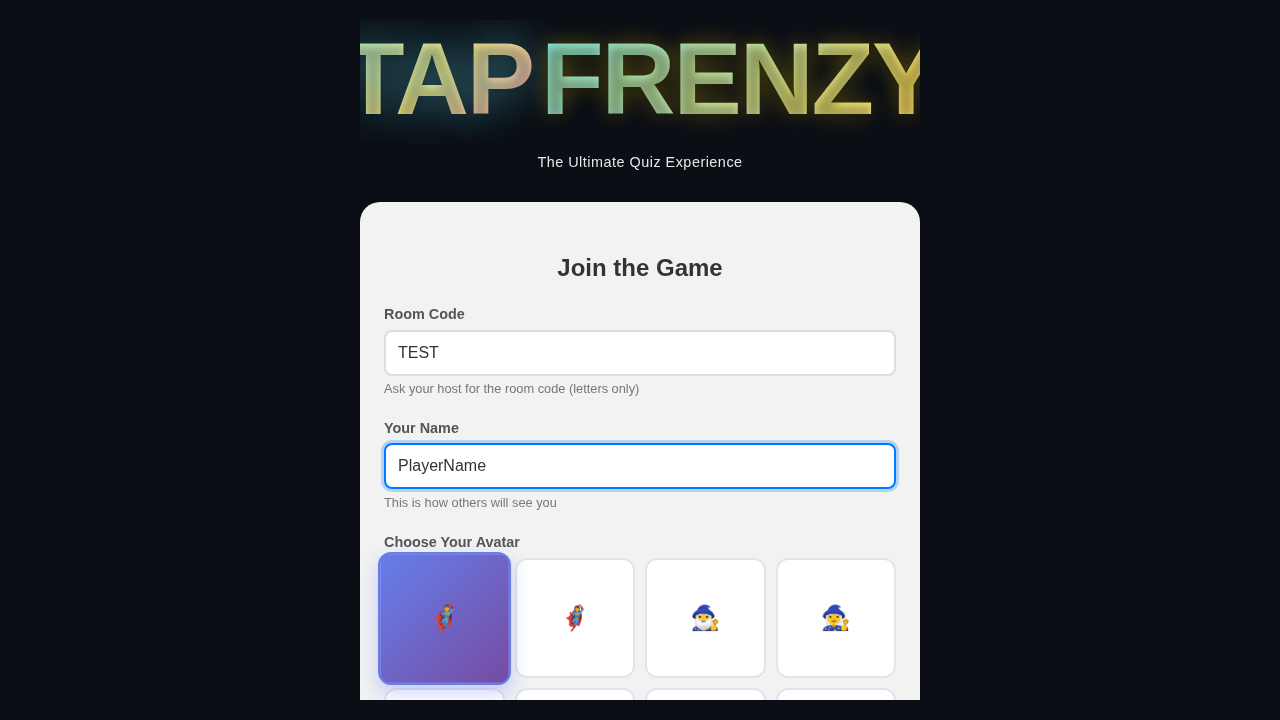 TAP FRENZY
The Ultimate Quiz Experience
Join the Game
Room Code
TEST
Ask your host for the room code (letters only)
Your Name
PlayerName
This is how others will see you
Choose Your Avatar